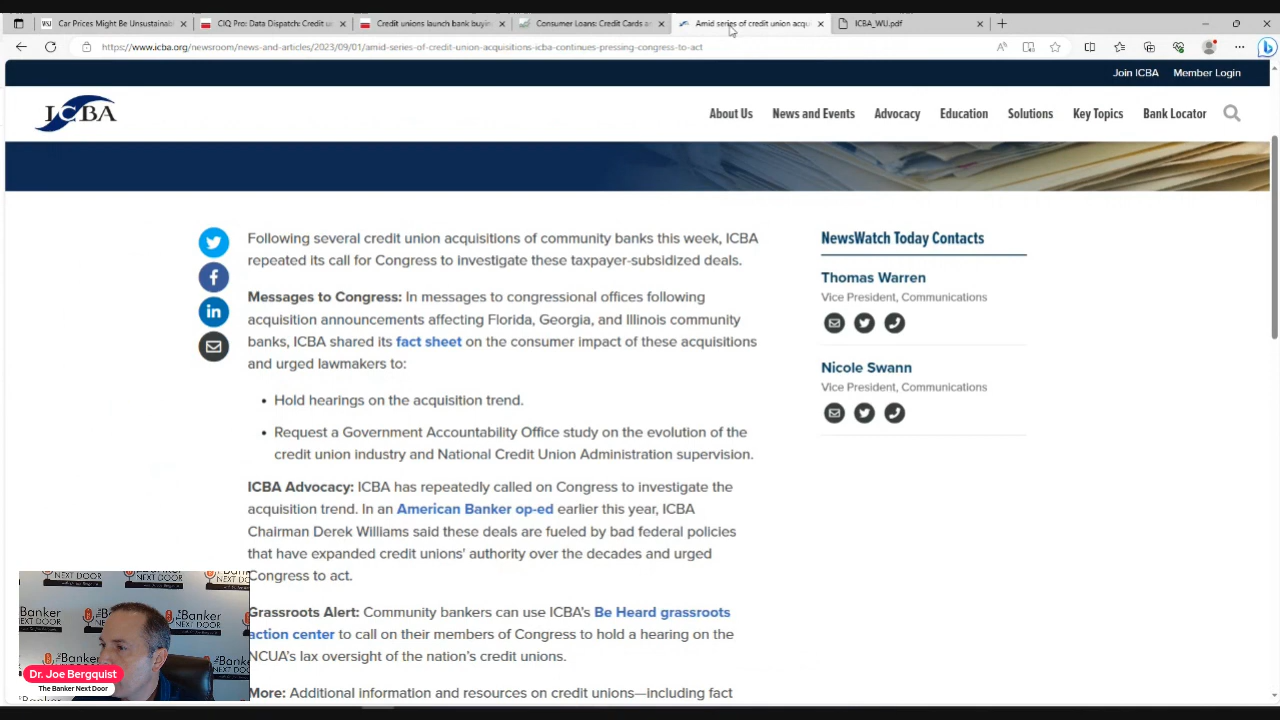 Car Prices Might Be Unsustainab
CIQ Pro: Data Dispatch: Credit u
Credit unions launch bank buyin
Consumer Loans: Credit Cards a
Amid series of credit union acqu
ICBA_WU.pdf
https://www.icba.org/newsroom/news-and-articles/2023/09/01/amid-series-of-credit-union-acquisitions-icba-continues-pressing-congress-to-act
Join ICBA Member Login
ICBA
About Us News and Events Advocacy Education Solutions Key Topics Bank Locator
Following several credit union acquisitions of community banks this week, ICBA
repeated its call for Congress to investigate these taxpayer-subsidized deals.
Messages to Congress: In messages to congressional offices following
acquisition announcements affecting Florida, Georgia, and Illinois community
banks, ICBA shared its fact sheet on the consumer impact of these acquisitions
and urged lawmakers to:
• Hold hearings on the acquisition trend.
• Request a Government Accountability Office study on the evolution of the
credit union industry and National Credit Union Administration supervision.
ICBA Advocacy: ICBA has repeatedly called on Congress to investigate the
acquisition trend. In an American Banker op-ed earlier this year, ICBA
Chairman Derek Williams said these deals are fueled by bad federal policies
that have expanded credit unions' authority over the decades and urged
Congress to act.
Grassroots Alert: Community bankers can use ICBA's Be Heard grassroots
action center to call on their members of Congress to hold a hearing on the
NCUA's lax oversight of the nation's credit unions.
More: Additional information and resources on credit unions—including fact
NewsWatch Today Contacts
Thomas Warren
Vice President, Communications
Nicole Swann
Vice President, Communications
Banker
NEXT DOOR
Dr. Joe Bergquist
The Banker Next Door